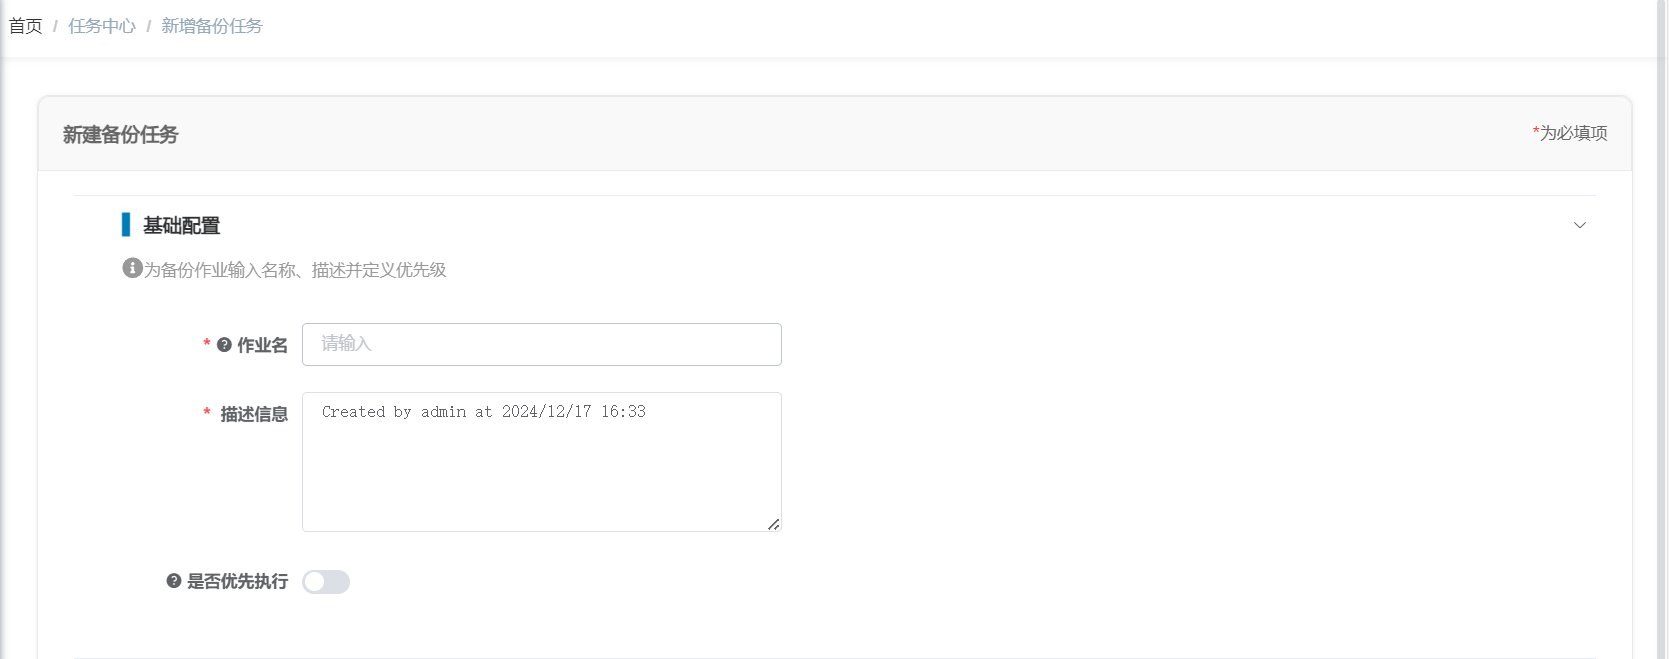 首页 / 任务中心 / 新增备份任务
新建备份任务
*为必填项
基础配置
为备份作业输入名称、描述并定义优先级
* 作业名 请输入
* 描述信息 Created by admin at 2024/12/17 16:33
是否优先执行